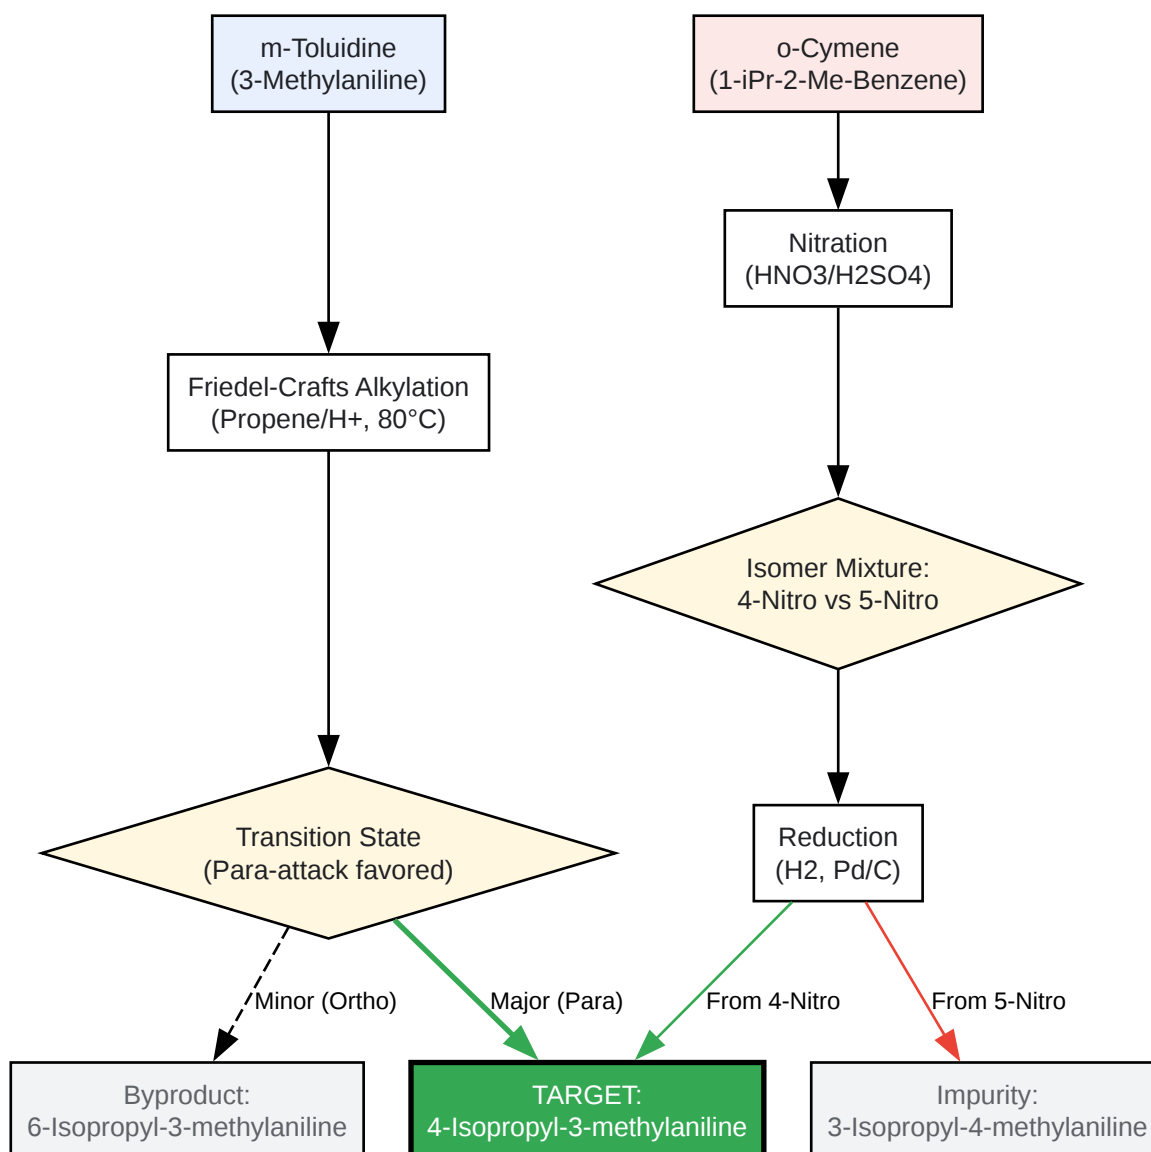 m-Toluidine
(3-Methylaniline)
o-Cymene
(1-iPr-2-Me-Benzene)
Nitration
(HNO3/H2SO4)
Friedel-Crafts Alkylation
(Propene/H+, 80°C)
Isomer Mixture:
4-Nitro vs 5-Nitro
Transition State
(Para-attack favored)
Reduction
(H2, Pd/C)
Minor (Ortho)
Major (Para)
From 4-Nitro
From 5-Nitro
Byproduct:
6-Isopropyl-3-methylaniline
TARGET:
4-Isopropyl-3-methylaniline
Impurity:
3-Isopropyl-4-methylaniline